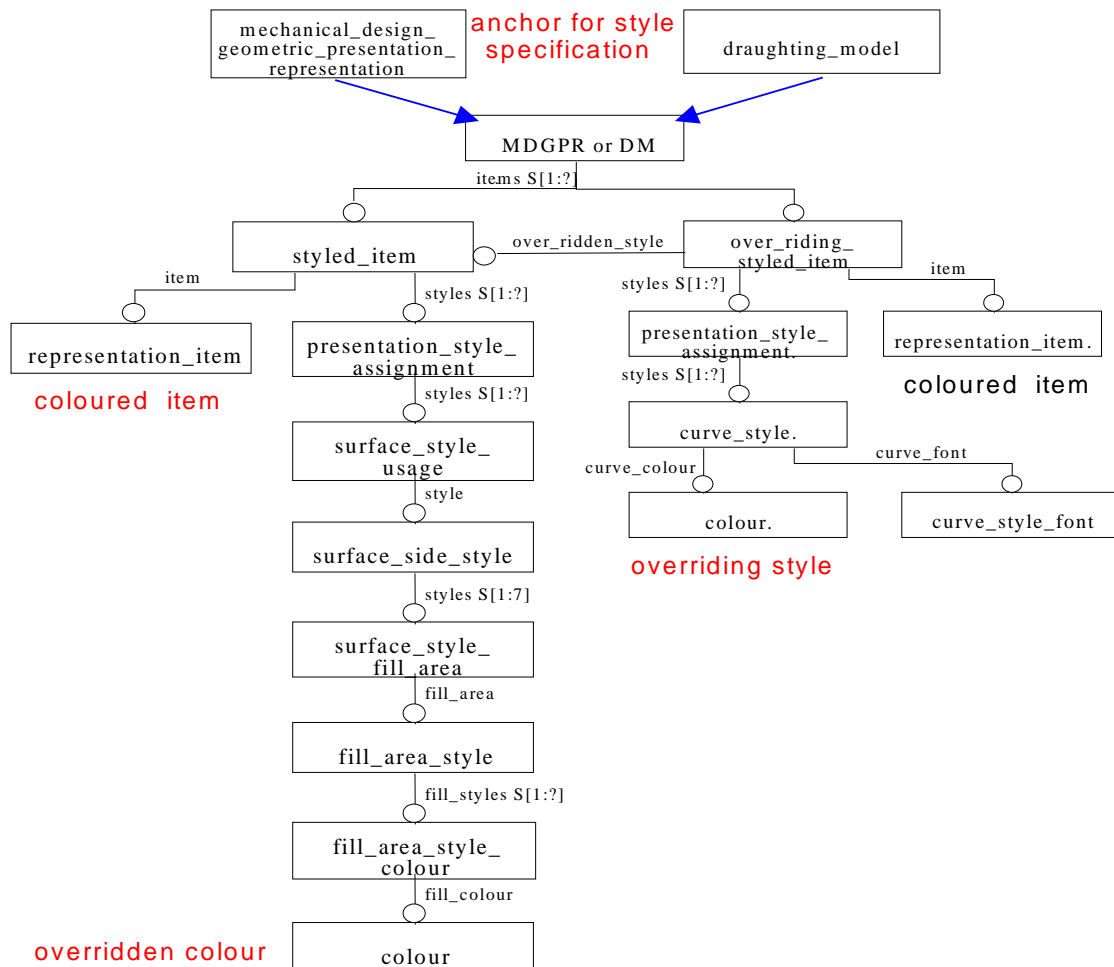 mechanical_design_
geometric_presentation_
representation
anchor for style
specification
draughting_model
MDGPR or DM
items S[1:?]
styled_item
over_ridden_style
over_riding_
styled_item
item
styles S[1:?]
styles S[1:?]
item
representation_item
presentation_style_
assignment
presentation_style_
assignment.
representation_item.
coloured item
styles S[1:?]
styles S[1:?]
coloured item
surface_style_
usage
curve_style.
style
curve_colour
curve_font
surface_side_style
colour.
curve_style_font
styles S[1:7]
overriding style
surface_style_
fill_area
fill_area
fill_area_style
fill_styles S[1:?]
fill_area_style_
colour
fill_colour
overridden colour
colour